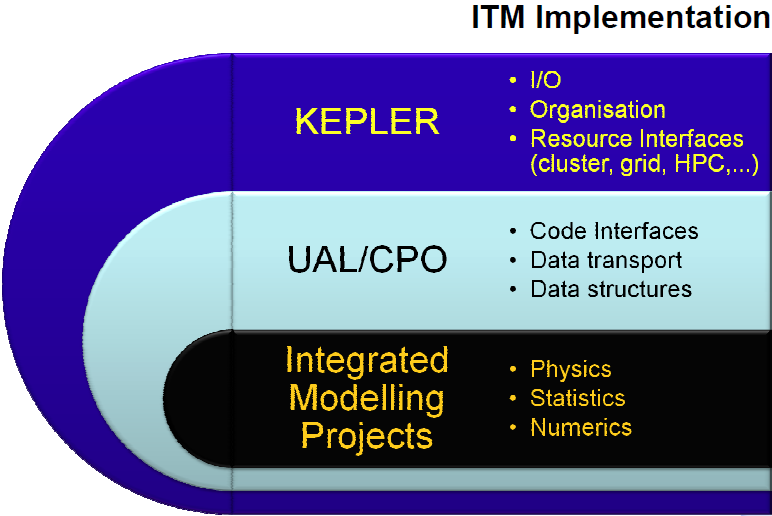 ITM Implementation
KEPLER
• I/O
• Organisation
• Resource Interfaces
(cluster, grid, HPC,...)
UAL/CPO
• Code Interfaces
• Data transport
• Data structures
Integrated
Modelling
Projects
• Physics
• Statistics
• Numerics